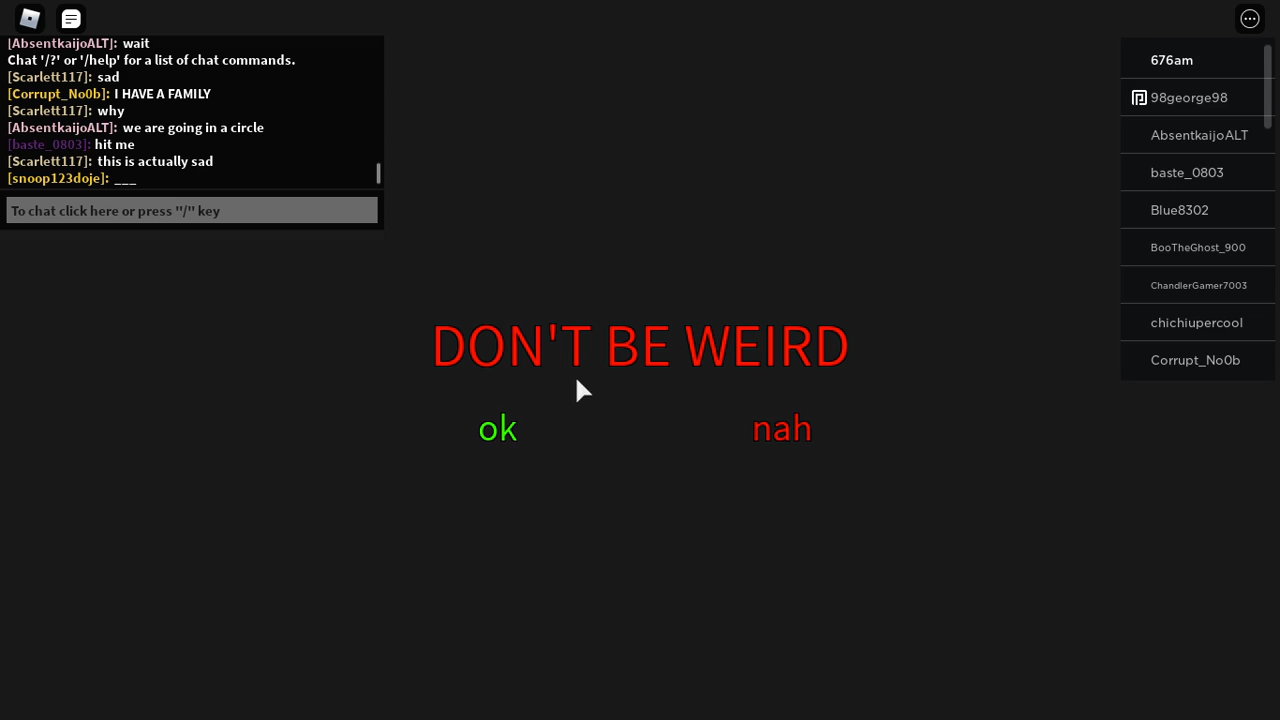 [AbsentkaijoALT]: wait
Chat '/?' or '/help' for a list of chat commands.
[Scarlett117]: sad
[Corrupt_No0b]: I HAVE A FAMILY
[Scarlett117]: why
[AbsentkaijoALT]: we are going in a circle
[baste_0803]: hit me
[Scarlett117]: this is actually sad
[snoop123doje]: ___
To chat click here or press "/" key
676am
98george98
AbsentkaijoALT
baste_0803
Blue8302
BooTheGhost_900
ChandlerGamer7003
chichiupercool
Corrupt_No0b
DON'T BE WEIRD
ok
nah